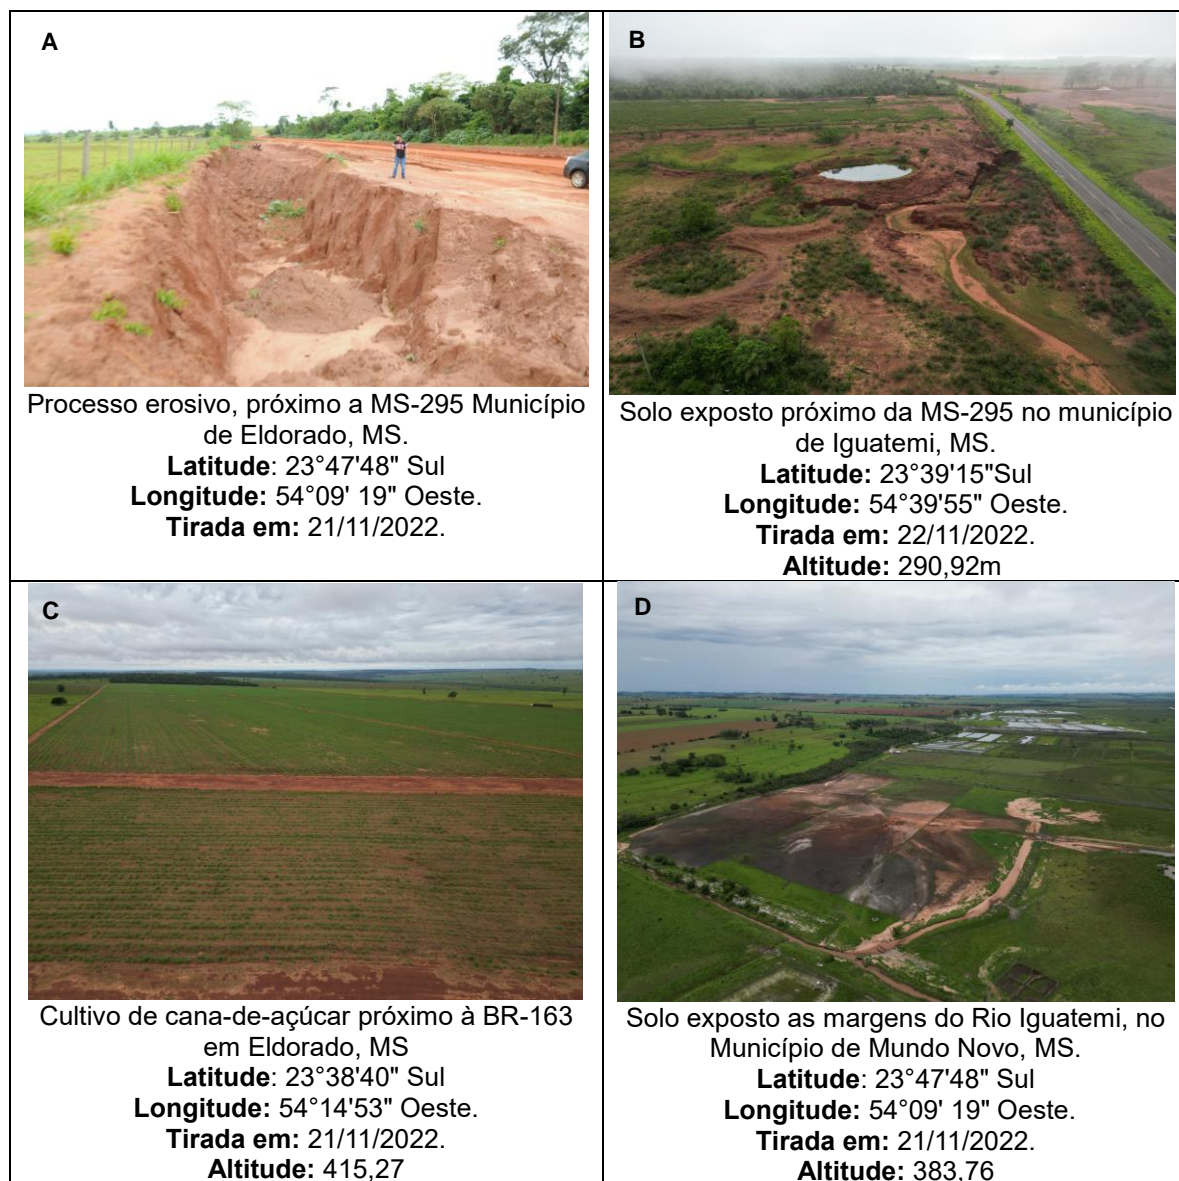 A
Processo erosivo, próximo a MS-295 Município
de Eldorado, MS.
Latitude: 23°47'48" Sul
Longitude: 54°09' 19" Oeste.
Tirada em: 21/11/2022.
B
Solo exposto próximo da MS-295 no município
de Iguatemi, MS.
Latitude: 23°39'15"Sul
Longitude: 54°39'55" Oeste.
Tirada em: 22/11/2022.
Altitude: 290,92m
C
Cultivo de cana-de-açúcar próximo à BR-163
em Eldorado, MS
Latitude: 23°38'40" Sul
Longitude: 54°14'53" Oeste.
Tirada em: 21/11/2022.
Altitude: 415,27
D
Solo exposto as margens do Rio Iguatemi, no
Município de Mundo Novo, MS.
Latitude: 23°47'48" Sul
Longitude: 54°09' 19" Oeste.
Tirada em: 21/11/2022.
Altitude: 383,76